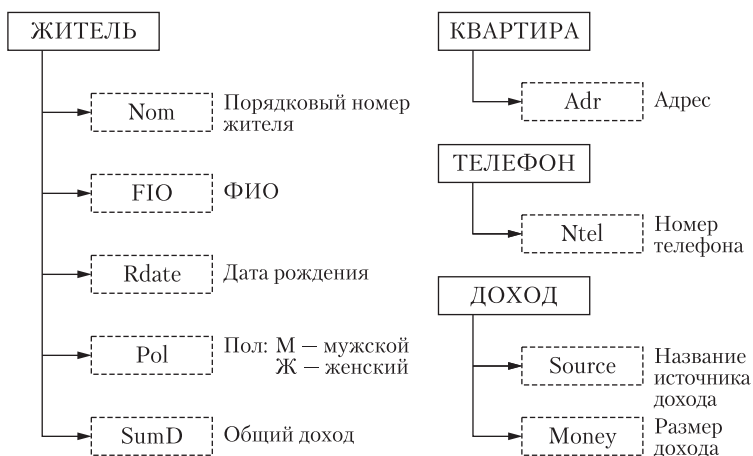 ЖИТЕЛЬ
Nom
Порядковый номер
жителя
FIO
ФИО
Rdate
Дата рождения
Pol
Пол: М — мужской
Ж — женский
SumD
Общий доход
КВАРТИРА
Adr
Адрес
ТЕЛЕФОН
Ntel
Номер
телефона
ДОХОД
Source
Название
источника
дохода
Money
Размер
дохода